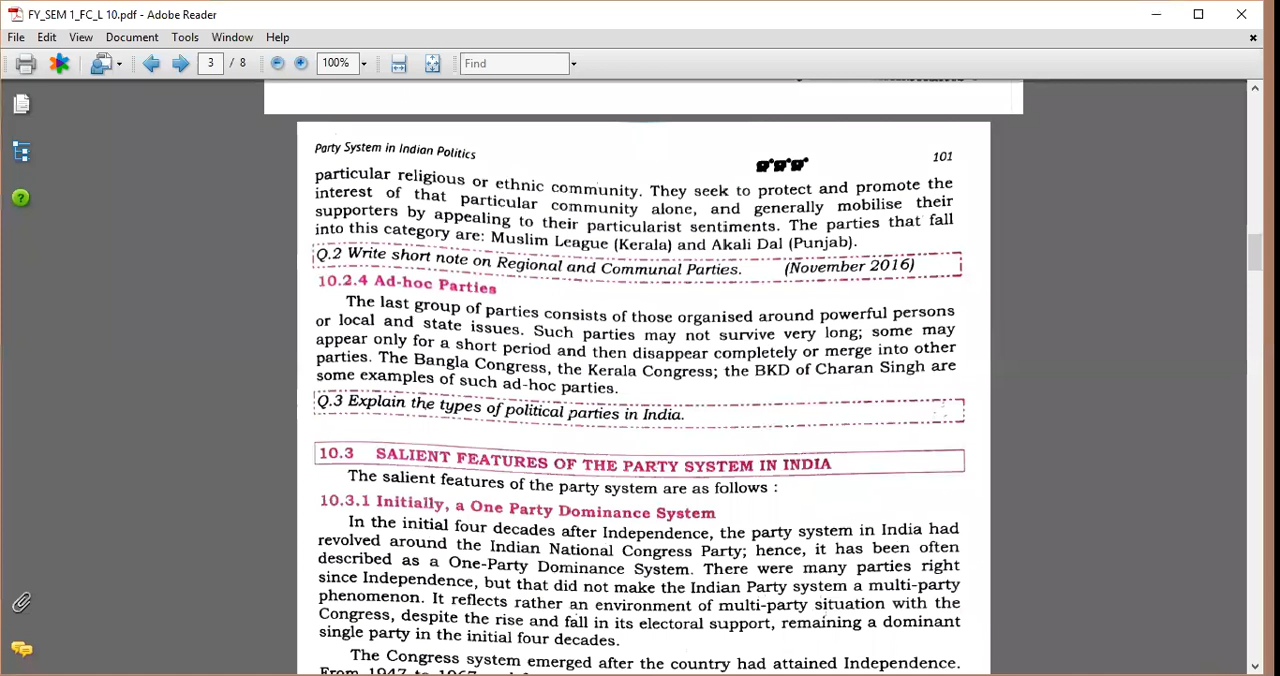 FY_SEM 1_FC_L 10.pdf - Adobe Reader
File Edit View Document Tools Window Help
3 / 8 100% Find
Party System in Indian Politics 101
particular religious or ethnic community. They seek to protect and promote the
interest of that particular community alone, and generally mobilise their
supporters by appealing to their particularist sentiments. The parties that fall
into this category are: Muslim League (Kerala) and Akali Dal (Punjab).
Q.2 Write short note on Regional and Communal Parties. (November 2016)
10.2.4 Ad-hoc Parties
The last group of parties consists of those organised around powerful persons
or local and state issues. Such parties may not survive very long; some may
appear only for a short period and then disappear completely or merge into other
parties. The Bangla Congress, the Kerala Congress; the BKD of Charan Singh are
some examples of such ad-hoc parties.
Q.3 Explain the types of political parties in India.
10.3 SALIENT FEATURES OF THE PARTY SYSTEM IN INDIA
The salient features of the party system are as follows :
10.3.1 Initially, a One Party Dominance System
In the initial four decades after Independence, the party system in India had
revolved around the Indian National Congress Party; hence, it has been often
described as a One-Party Dominance System. There were many parties right
since Independence, but that did not make the Indian Party system a multi-party
phenomenon. It reflects rather an environment of multi-party situation with the
Congress, despite the rise and fall in its electoral support, remaining a dominant
single party in the initial four decades.
The Congress system emerged after the country had attained Independence.
From 1947 to 1967